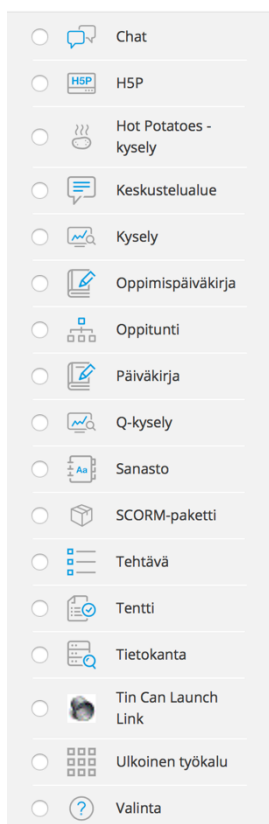 Chat
H5P
H5P
Hot Potatoes -
kysely
Keskustelualue
Kysely
Oppimispäiväkirja
Oppitunti
Päiväkirja
Q-kysely
Aa
Sanasto
SCORM-paketti
Tehtävä
Tentti
Tietokanta
Tin Can Launch
Link
Ulkoinen työkalu
?
Valinta